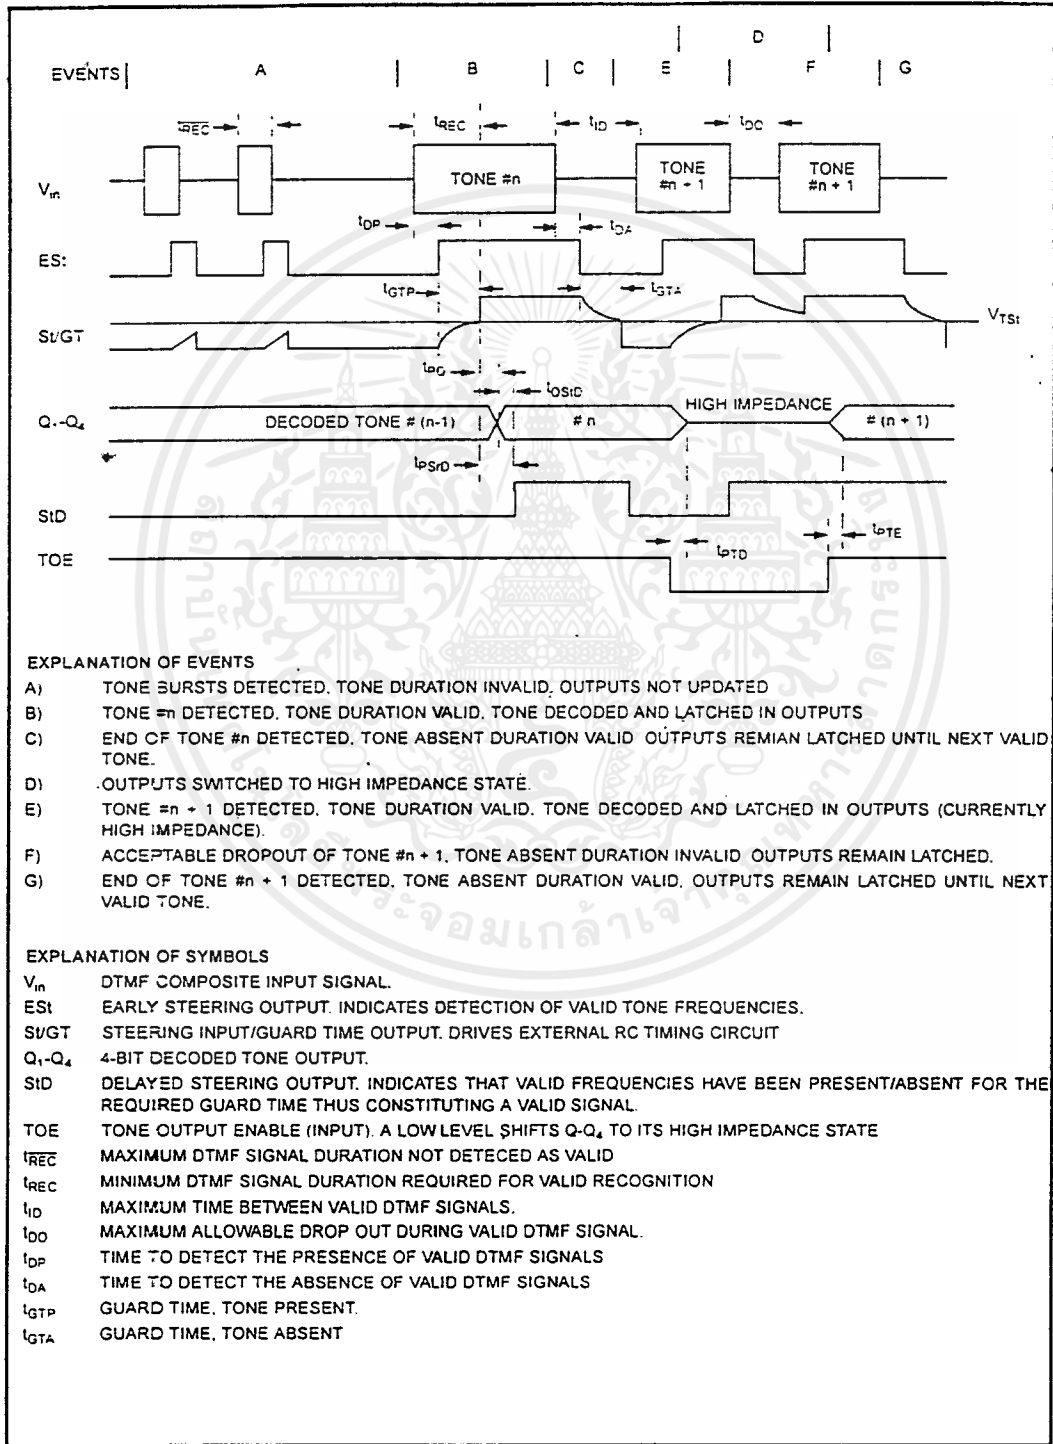 D
EVENTS A B C E F G
tREC tREC tID tDO
Vin TONE #n TONE #n + 1 TONE #n + 1
tDP tDA
ESt
tGTP tGTA
VTSt
St/GT
tPQ tQStD
HIGH IMPEDANCE
Q1-Q4 DECODED TONE # (n-1) # n # (n + 1)
tPSrD
StD
tPTE
tPTD
TOE
EXPLANATION OF EVENTS
A) TONE BURSTS DETECTED. TONE DURATION INVALID. OUTPUTS NOT UPDATED
B) TONE #n DETECTED. TONE DURATION VALID. TONE DECODED AND LATCHED IN OUTPUTS
C) END OF TONE #n DETECTED. TONE ABSENT DURATION VALID OUTPUTS REMIAN LATCHED UNTIL NEXT VALID
TONE.
D) OUTPUTS SWITCHED TO HIGH IMPEDANCE STATE.
E) TONE #n + 1 DETECTED. TONE DURATION VALID. TONE DECODED AND LATCHED IN OUTPUTS (CURRENTLY
HIGH IMPEDANCE).
F) ACCEPTABLE DROPOUT OF TONE #n + 1. TONE ABSENT DURATION INVALID OUTPUTS REMAIN LATCHED.
G) END OF TONE #n + 1 DETECTED. TONE ABSENT DURATION VALID. OUTPUTS REMAIN LATCHED UNTIL NEXT
VALID TONE.
EXPLANATION OF SYMBOLS
Vin DTMF COMPOSITE INPUT SIGNAL.
ESt EARLY STEERING OUTPUT. INDICATES DETECTION OF VALID TONE FREQUENCIES.
St/GT STEERING INPUT/GUARD TIME OUTPUT. DRIVES EXTERNAL RC TIMING CIRCUIT
Q1-Q4 4-BIT DECODED TONE OUTPUT.
StD DELAYED STEERING OUTPUT. INDICATES THAT VALID FREQUENCIES HAVE BEEN PRESENT/ABSENT FOR THE
REQUIRED GUARD TIME THUS CONSTITUTING A VALID SIGNAL.
TOE TONE OUTPUT ENABLE (INPUT). A LOW LEVEL SHIFTS Q-Q4 TO ITS HIGH IMPEDANCE STATE
tREC MAXIMUM DTMF SIGNAL DURATION NOT DETECED AS VALID
tREC MINIMUM DTMF SIGNAL DURATION REQUIRED FOR VALID RECOGNITION
tID MAXIMUM TIME BETWEEN VALID DTMF SIGNALS.
tDO MAXIMUM ALLOWABLE DROP OUT DURING VALID DTMF SIGNAL.
tDP TIME TO DETECT THE PRESENCE OF VALID DTMF SIGNALS
tDA TIME TO DETECT THE ABSENCE OF VALID DTMF SIGNALS
tGTP GUARD TIME, TONE PRESENT.
tGTA GUARD TIME, TONE ABSENT